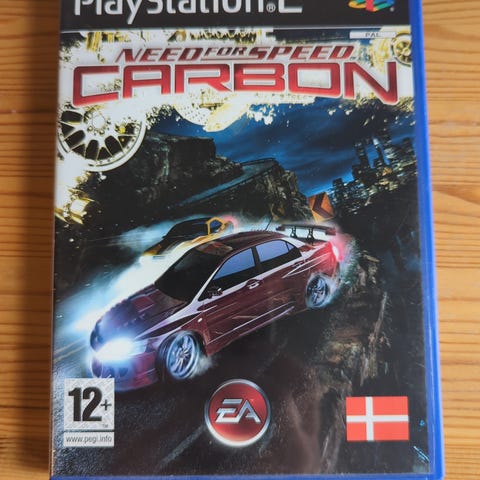 PlayStation 2
PAL
NEED FOR SPEED
CARBON
12+
www.pegi.info
EA